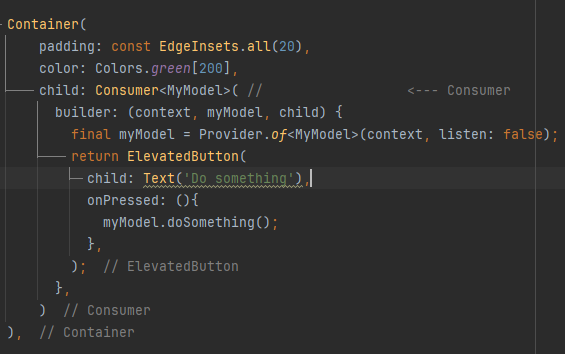 Container(
padding: const EdgeInsets.all(20),
color: Colors.green[200],
child: Consumer<MyModel>( // <--- Consumer
builder: (context, myModel, child) {
final myModel = Provider.of<MyModel>(context, listen: false);
return ElevatedButton(
child: Text('Do something'),
onPressed: (){
myModel.doSomething();
},
); // ElevatedButton
},
) // Consumer
), // Container